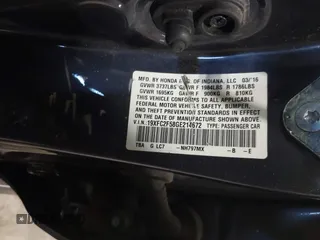 MFD. BY HONDA MFG. OF INDIANA, LLC 03/16
GVWR 3737LBS GAWR F 1984LBS R 1786LBS
GVWR 1695KG GAWR F 900KG R 810KG
THIS VEHICLE CONFORMS TO ALL APPLICABLE
FEDERAL MOTOR VEHICLE SAFETY, BUMPER,
AND THEFT PREVENTION STANDARDS IN EFFECT
ON THE DATE OF MANUFACTURE SHOWN ABOVE.
V.I.N.: 19XFC2F58GE214672 TYPE: PASSENGER CAR
TRA G LC7 -NH797MX -B -E